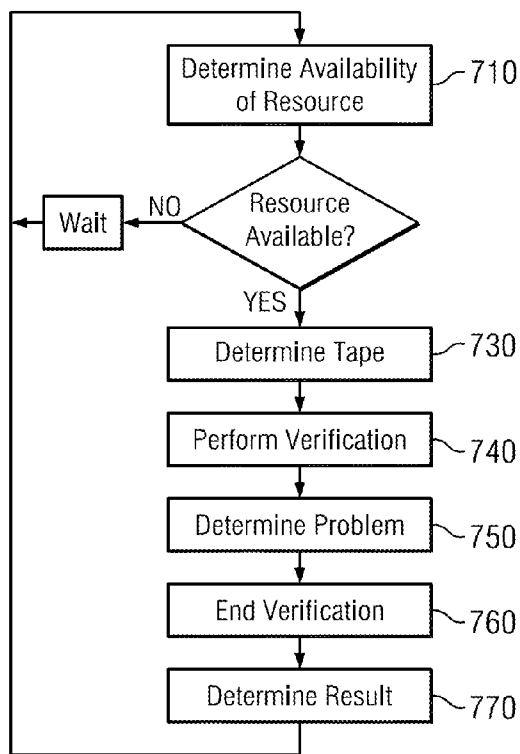 Determine Availability
of Resource
710
Resource
Available?
NO
Wait
YES
Determine Tape
730
Perform Verification
740
Determine Problem
750
End Verification
760
Determine Result
770